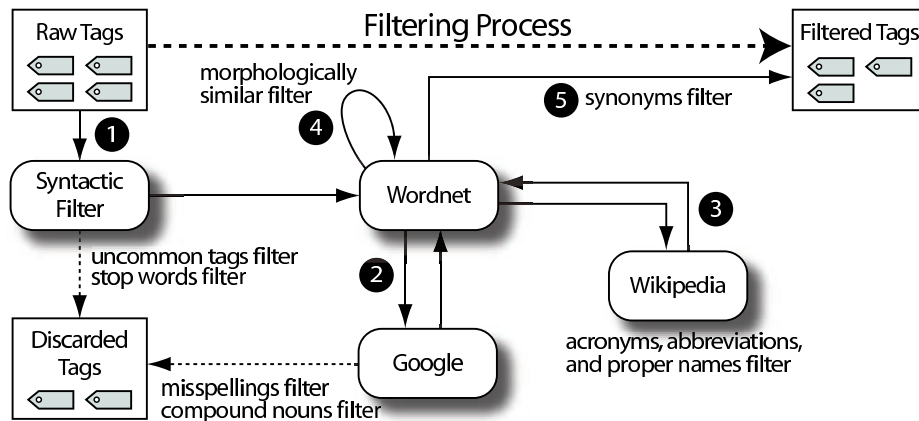 Raw Tags
Filtering Process
Filtered Tags
morphologically
similar filter
4
5 synonyms filter
1
Syntactic
Filter
Wordnet
3
uncommon tags filter
stop words filter
2
Wikipedia
Discarded
Tags
Google
acronyms, abbreviations,
and proper names filter
misspellings filter
compound nouns filter